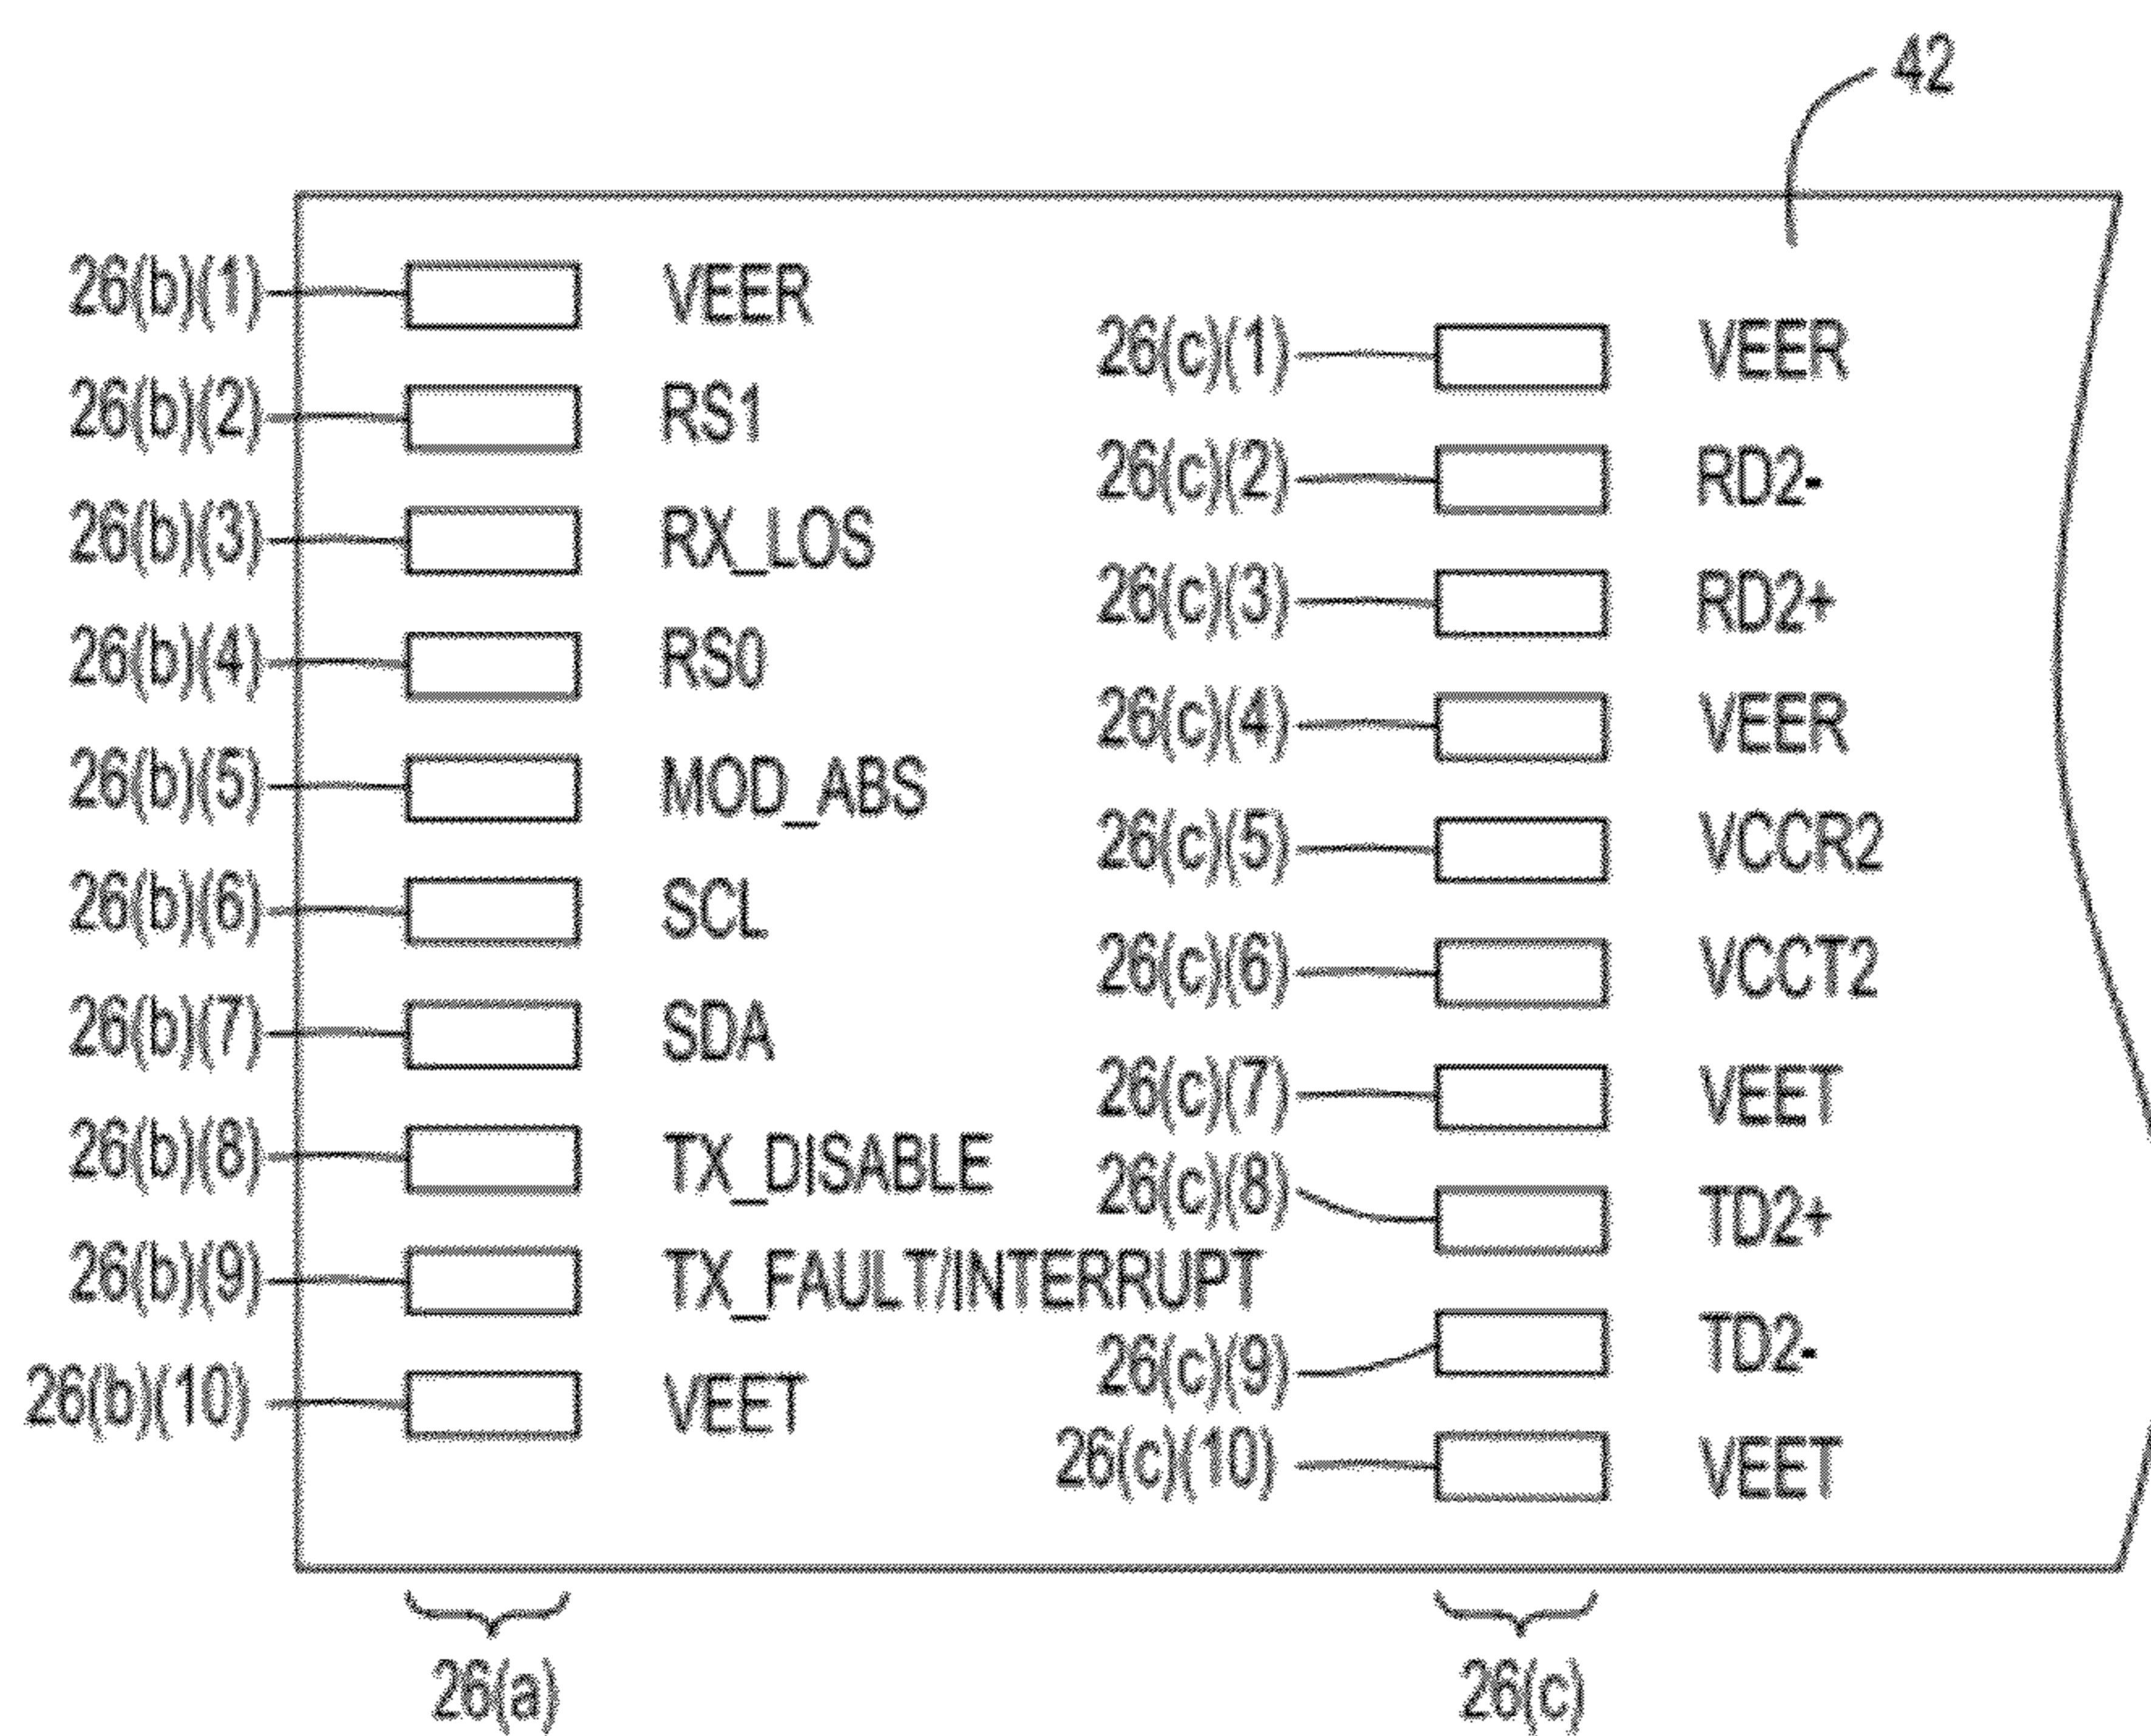 42
26(b)(1) VEER
26(b)(2) RS1
26(b)(3) RX_LOS
26(b)(4) RS0
26(b)(5) MOD_ABS
26(b)(6) SCL
26(b)(7) SDA
26(b)(8) TX_DISABLE
26(b)(9) TX_FAULT/INTERRUPT
26(b)(10) VEET
26(c)(1) VEER
26(c)(2) RD2-
26(c)(3) RD2+
26(c)(4) VEER
26(c)(5) VCCR2
26(c)(6) VCCT2
26(c)(7) VEET
26(c)(8) TD2+
26(c)(9) TD2-
26(c)(10) VEET
26(a)
26(c)